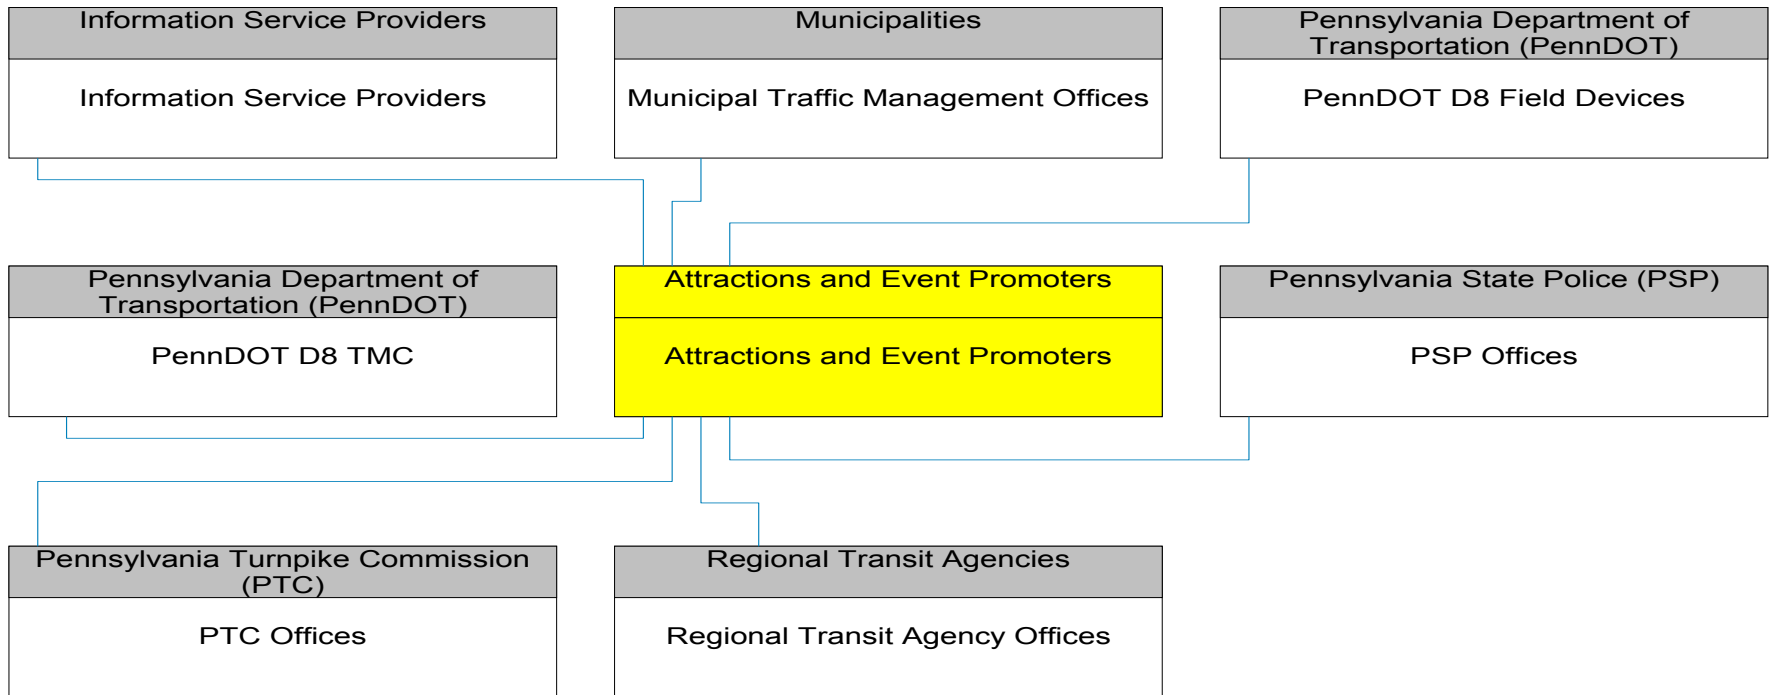 Information Service Providers
Information Service Providers
Municipalities
Municipal Traffic Management Offices
Pennsylvania Department of
Transportation (PennDOT)
PennDOT D8 Field Devices
Pennsylvania Department of
Transportation (PennDOT)
PennDOT D8 TMC
Attractions and Event Promoters
Attractions and Event Promoters
Pennsylvania State Police (PSP)
PSP Offices
Pennsylvania Turnpike Commission
(PTC)
PTC Offices
Regional Transit Agencies
Regional Transit Agency Offices